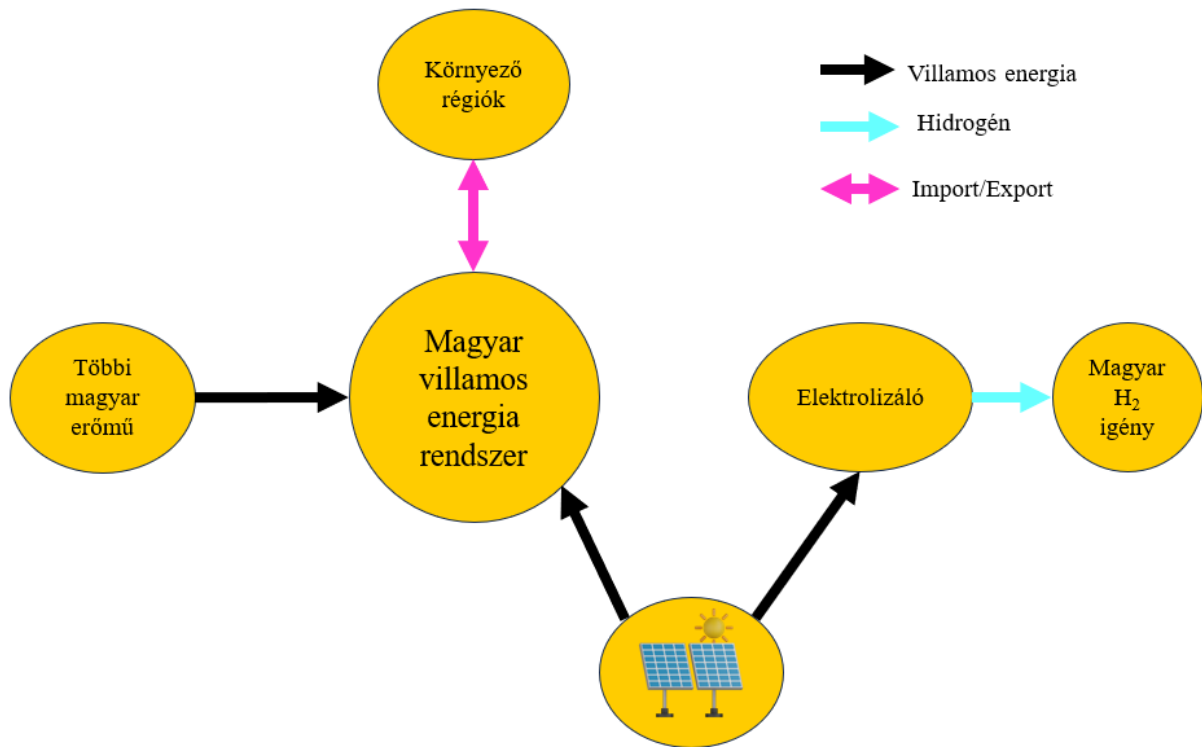 Környező
régiók
Villamos energia
Hidrogén
Import/Export
Többi
magyar
erőmű
Magyar
villamos
energia
rendszer
Elektrolizáló
Magyar
H₂
igény